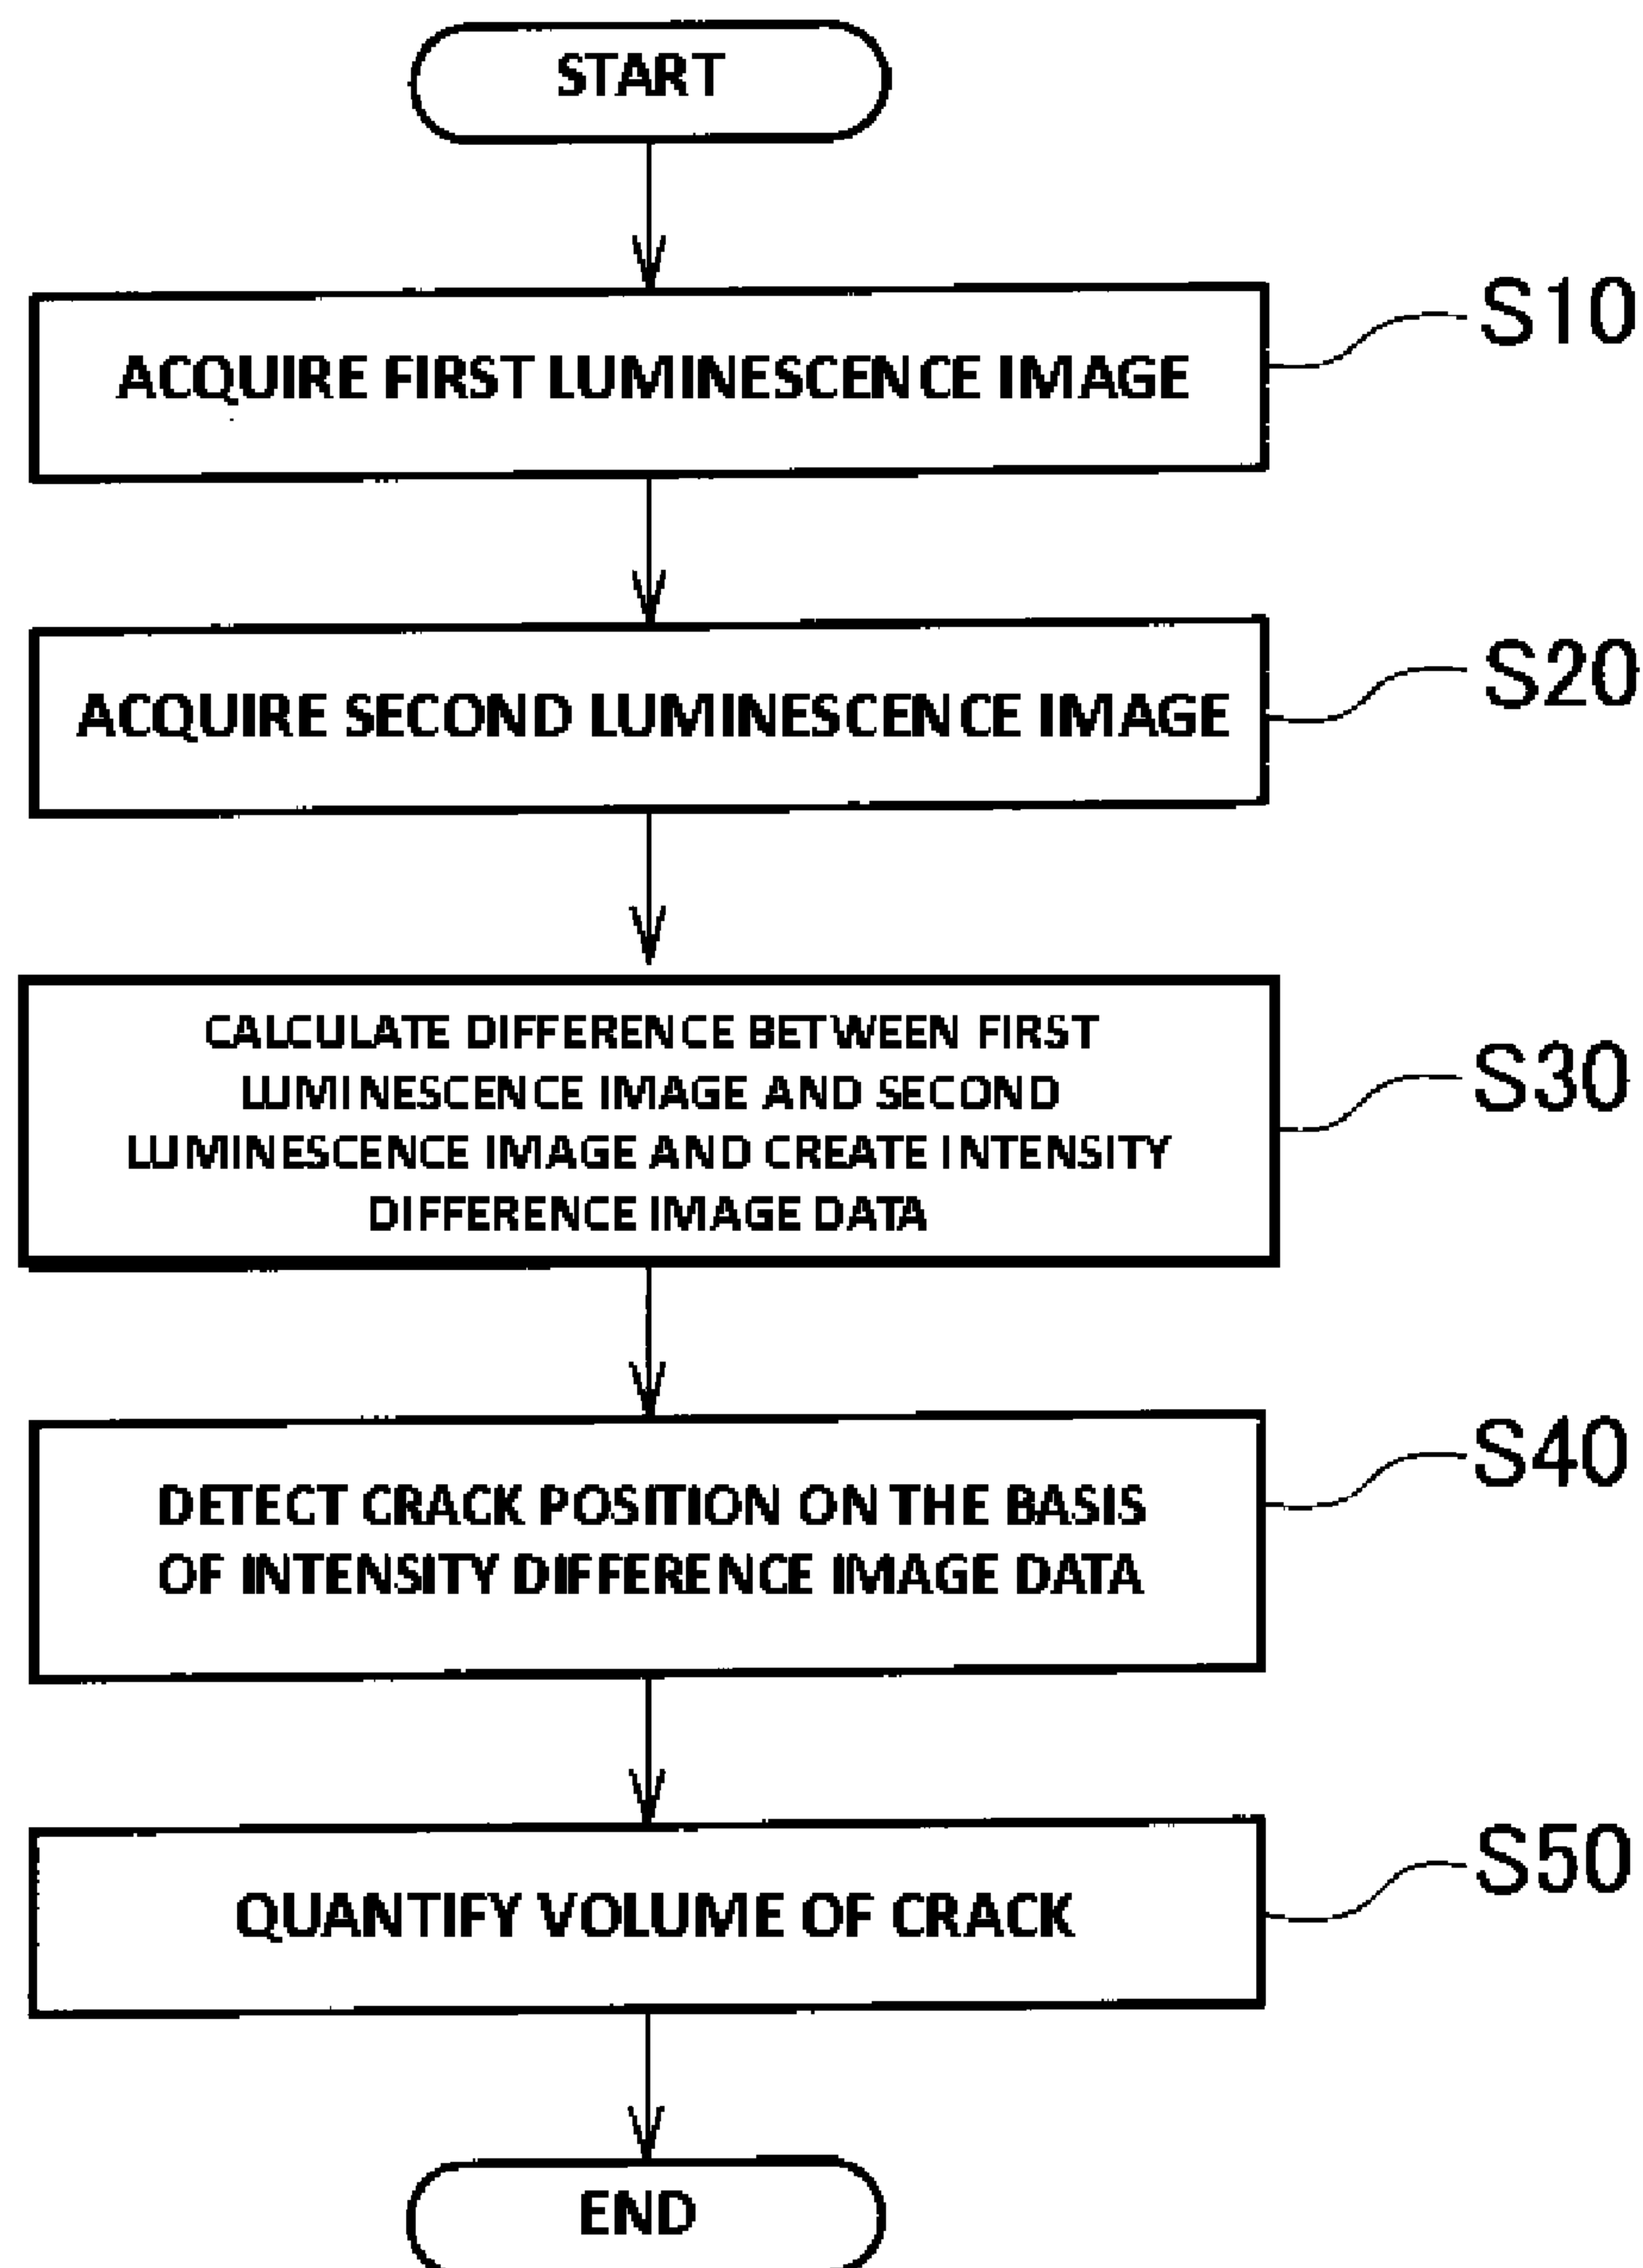 START
ACQUIRE FIRST LUMINESCENCE IMAGE
S10
ACQUIRE SECOND LUMINESCENCE IMAGE
S20
CALCULATE DIFFERENCE BETWEEN FIRST
LUMINESCENCE IMAGE AND SECOND
LUMINESCENCE IMAGE AND CREATE INTENSITY
DIFFERENCE IMAGE DATA
S30
DETECT CRACK POSITION ON THE BASIS
OF INTENSITY DIFFERENCE IMAGE DATA
S40
QUANTIFY VOLUME OF CRACK
S50
END